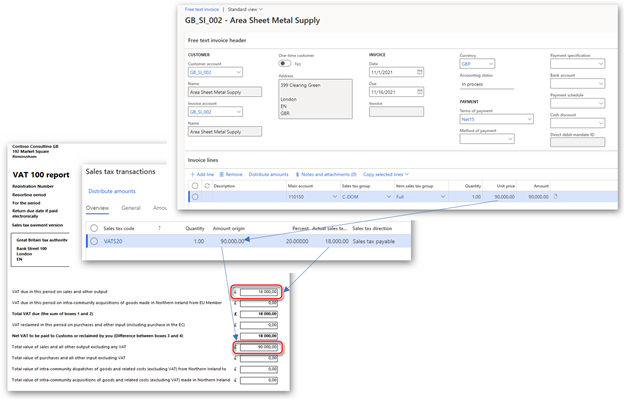 Free text invoice | Standard view
GB_SI_002 - Area Sheet Metal Supply
Free text invoice header
CUSTOMER
Customer account
GB_SI_002
Name
Area Sheet Metal Supply
Invoice account
GB_SI_002
Name
Area Sheet Metal Supply
One-time customer
No
Address
399 Clearing Green
London
EN
GBR
INVOICE
Date
11/1/2021
Due
11/16/2021
Invoice
Currency
GBP
Accounting status
In process
PAYMENT
Terms of payment
Net15
Method of payment
Payment specification
Bank account
Payment schedule
Cash discount
Direct debit mandate ID
Invoice lines
Add line Remove Distribute amounts Notes and attachments (0) Copy selected lines
Description Main account Sales tax group Item sales tax group Quantity Unit price Amount
110150 C-DOM Full 1.00 90,000.00 90,000.00
Contoso Consulting GB
192 Market Square
Birmingham
VAT 100 report
Registration Number
Reporting period
For the period
Return due date if paid
electronically
Sales tax payment version
Great Britain tax authority
Bank Street 100
London
EN
Sales tax transactions
Distribute amounts
Overview General Amou
Sales tax code Quantity Amount origin Percent Actual sales ta... Sales tax direction
VATS20 1.00 90,000.00 20.00000 18,000.00 Sales tax payable
VAT due in this period on sales and other output £ 18 000,00
VAT due in this period on intra-community acquisitions of goods made in Northern Ireland from EU Member £ 0,00
Total VAT due (the sum of boxes 1 and 2) £ 18 000,00
VAT reclaimed in this period on purchases and other input (including purchase in the EC) £ 0,00
Net VAT to be paid to Customs or reclaimed by you (Difference between boxes 3 and 4) £ 18 000,00
Total value of sales and all other output excluding any VAT £ 90 000,00
Total value of purchases and all other input excluding VAT £ 0,00
Total value of intra-community dispatches of goods and related costs (excluding VAT) from Northern Ireland to £ 0,00
Total value of intra-community acquisitions of goods and related costs (excluding VAT) made in Northern Ireland £ 0,00